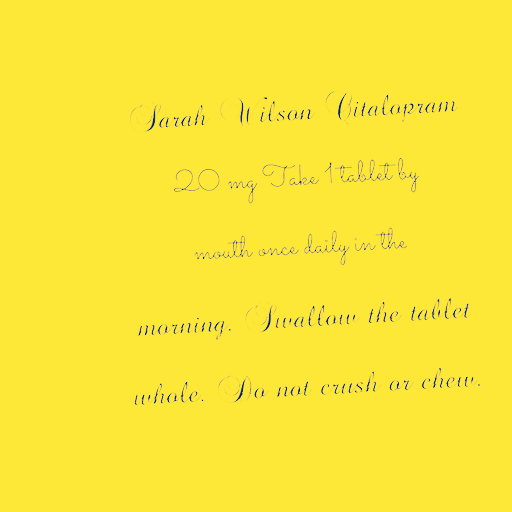 Sarah Wilson Citalopram
20 mg Take 1 tablet by
mouth once daily in the
morning. Swallow the tablet
whole. Do not crush or chew.